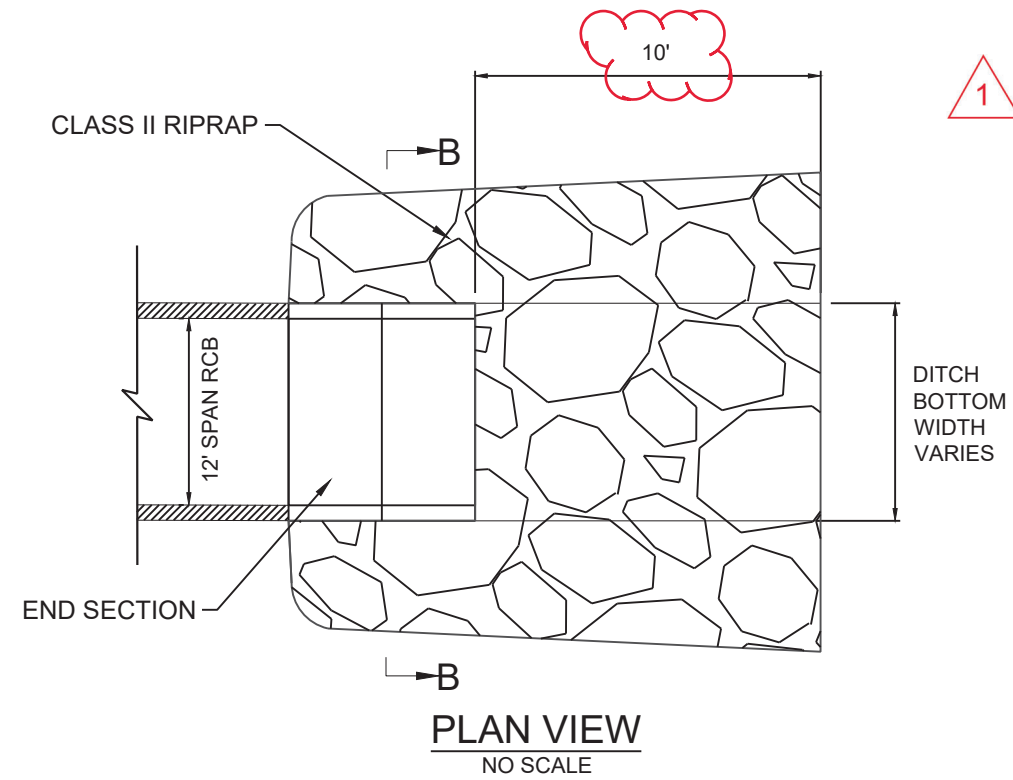 10'
1
CLASS II RIPRAP
B
12' SPAN RCB
DITCH
BOTTOM
WIDTH
VARIES
END SECTION
B
PLAN VIEW
NO SCALE